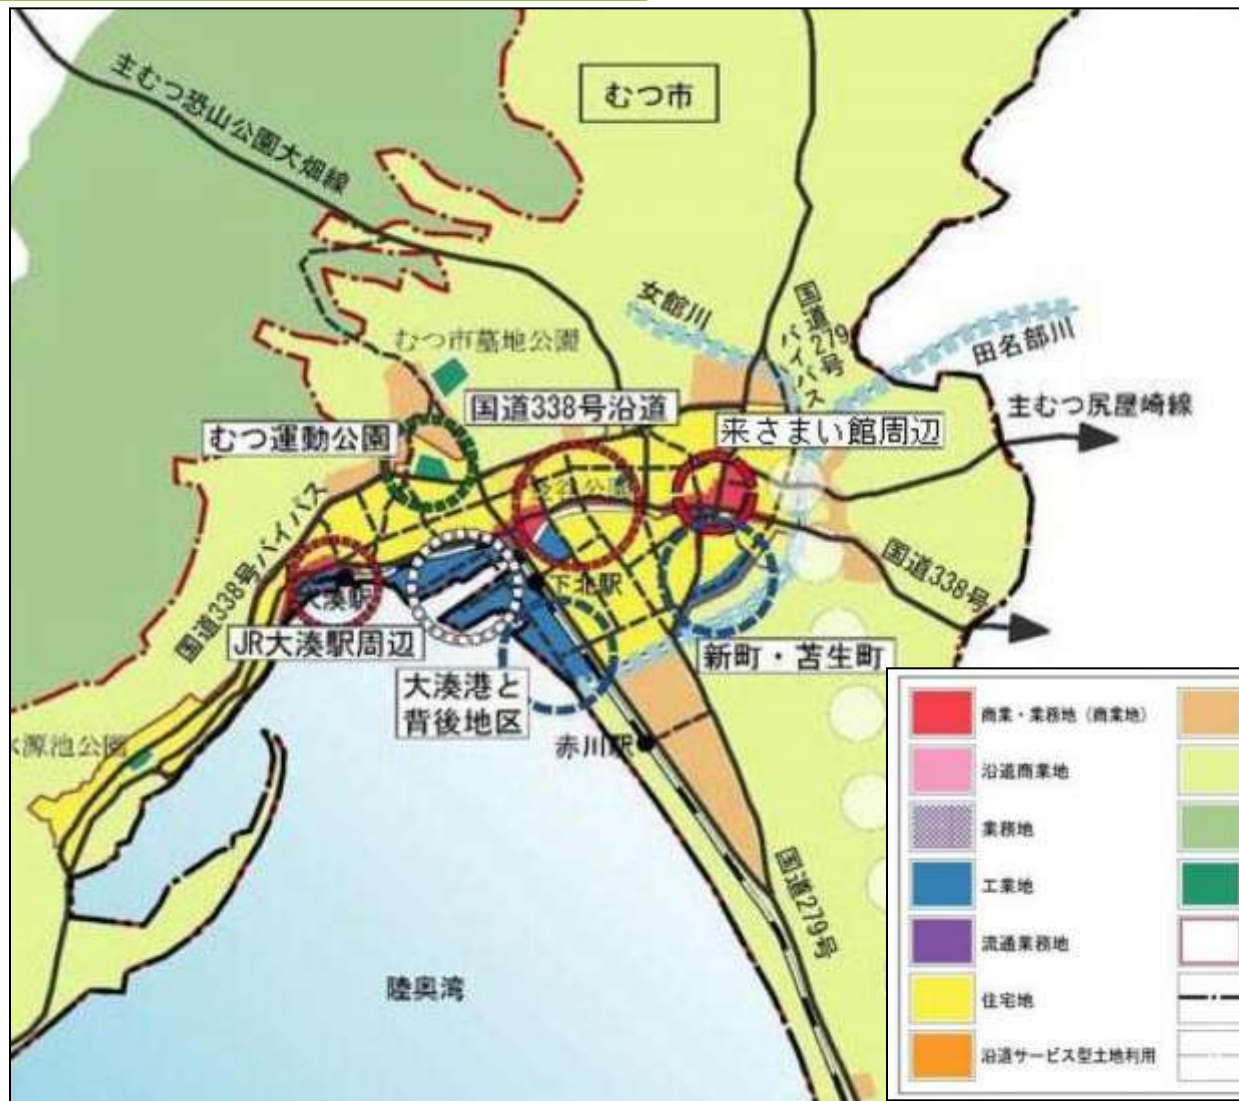 むつ市
主むつ恐山公園大畑線
女館川
国道279号
バイパス
田名部川
むつ市墓地公園
国道338号沿道
主むつ尻屋崎線
むつ運動公園
来さまい館周辺
公園
国道338号バイパス
国道338号
大湊駅
下北駅
JR大湊駅周辺
新町・苫生町
大湊港と
背後地区
赤川駅
水源池公園
国道279号
陸奥湾
商業・業務地（商業地）
沿道商業地
業務地
工業地
流通業務地
住宅地
沿道サービス型土地利用